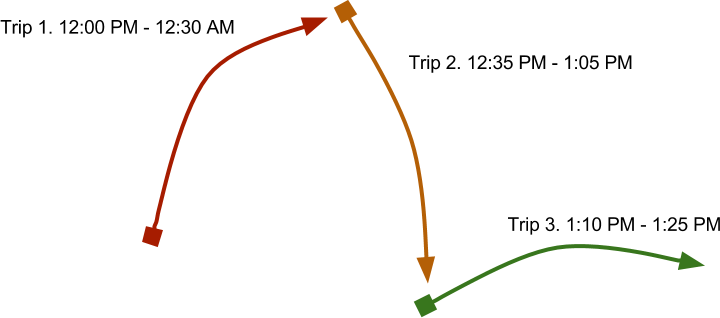 Trip 1. 12:00 PM - 12:30 AM
Trip 2. 12:35 PM - 1:05 PM
Trip 3. 1:10 PM - 1:25 PM